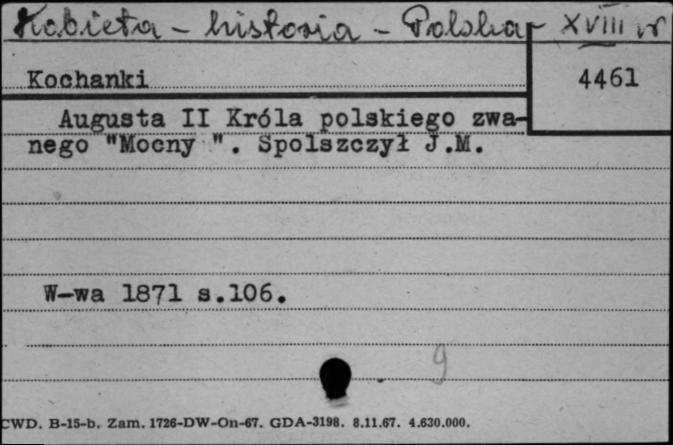 Kobieta - historia - Polska - XVIII w
Kochanki
4461
Augusta II Króla polskiego zwa-
nego "Mocny ". Spolszczył J.M.
W-wa 1871 s.106.
9
CWD. B-15-b. Zam. 1726-DW-On-67. GDA-3198. 8.11.67. 4.630.000.